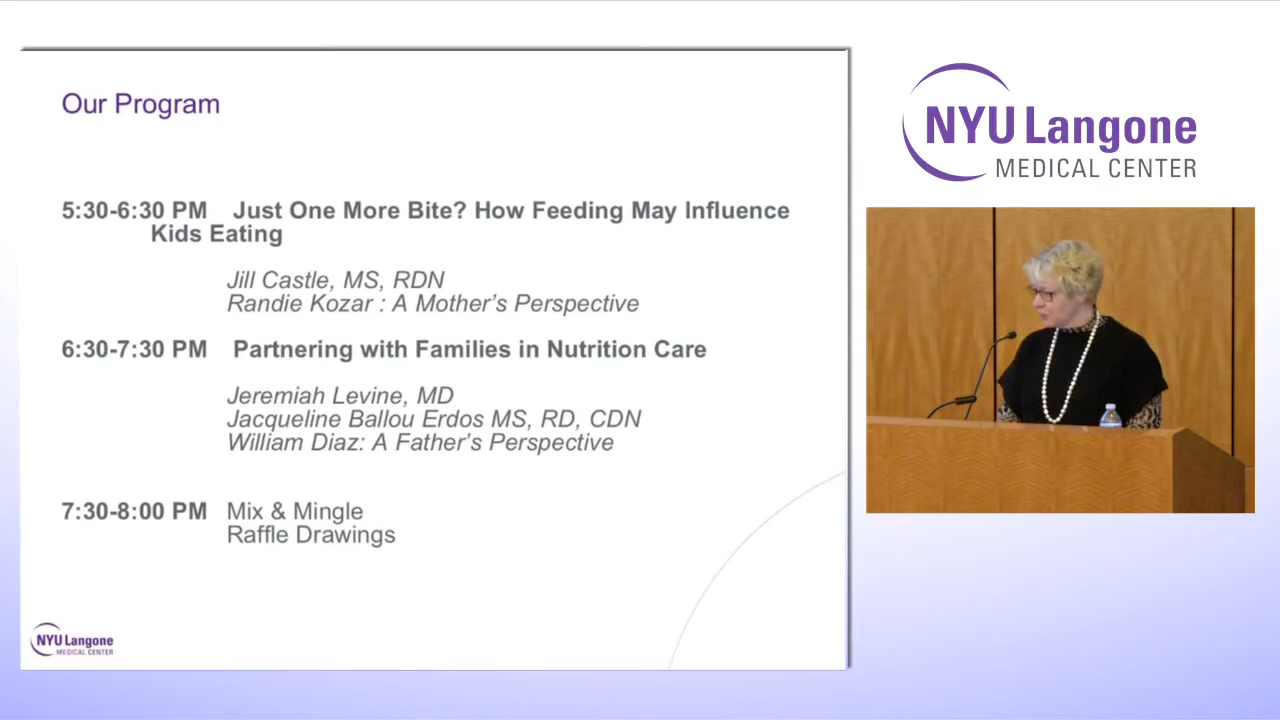 Our Program
5:30-6:30 PM Just One More Bite? How Feeding May Influence
Kids Eating
Jill Castle, MS, RDN
Randie Kozar : A Mother's Perspective
6:30-7:30 PM Partnering with Families in Nutrition Care
Jeremiah Levine, MD
Jacqueline Ballou Erdos MS, RD, CDN
William Diaz: A Father's Perspective
7:30-8:00 PM Mix & Mingle
Raffle Drawings
NYU Langone
MEDICAL CENTER
NYU Langone
MEDICAL CENTER